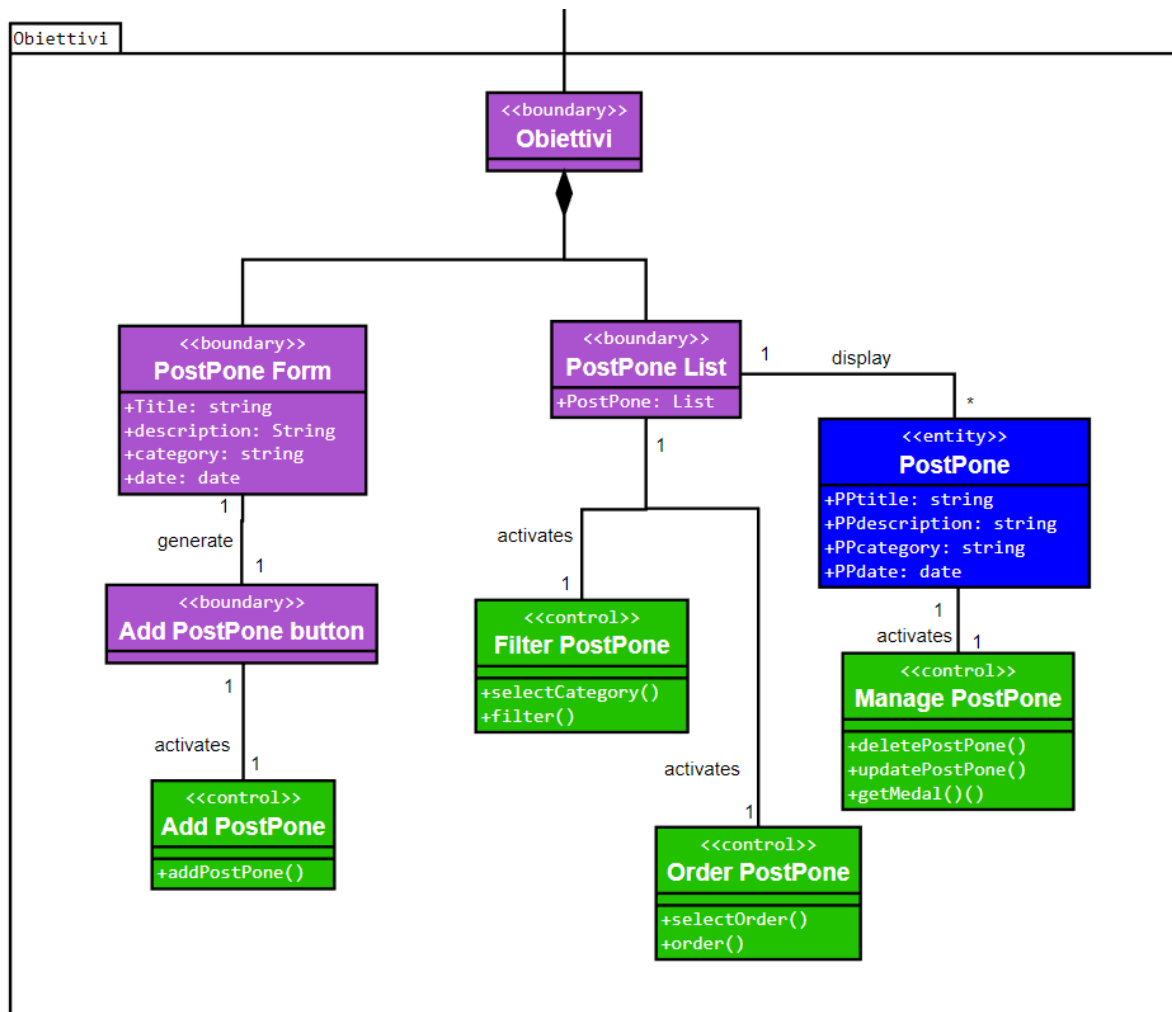 Obiettivi
<<boundary>>
Obiettivi
<<boundary>>
PostPone Form
+Title: string
+description: String
+category: string
+date: date
<<boundary>>
PostPone List
+PostPone: List
1
display
*
<<entity>>
PostPone
+PPtitle: string
+PPdescription: string
+PPcategory: string
+PPdate: date
1
generate
1
<<boundary>>
Add PostPone button
1
activates
1
<<control>>
Add PostPone
+addPostPone()
1
activates
1
<<control>>
Filter PostPone
+selectCategory()
+filter()
activates
1
<<control>>
Order PostPone
+selectOrder()
+order()
1
activates
1
<<control>>
Manage PostPone
+deletePostPone()
+updatePostPone()
+getMedal()()